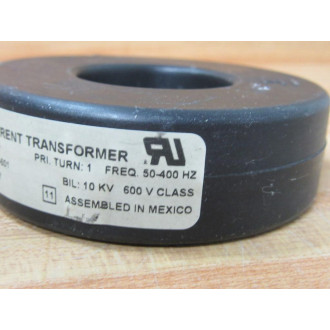 RENT TRANSFORMER
PRI. TURN: 1 FREQ. 50-400 HZ
BIL: 10 KV 600 V CLASS
11 ASSEMBLED IN MEXICO